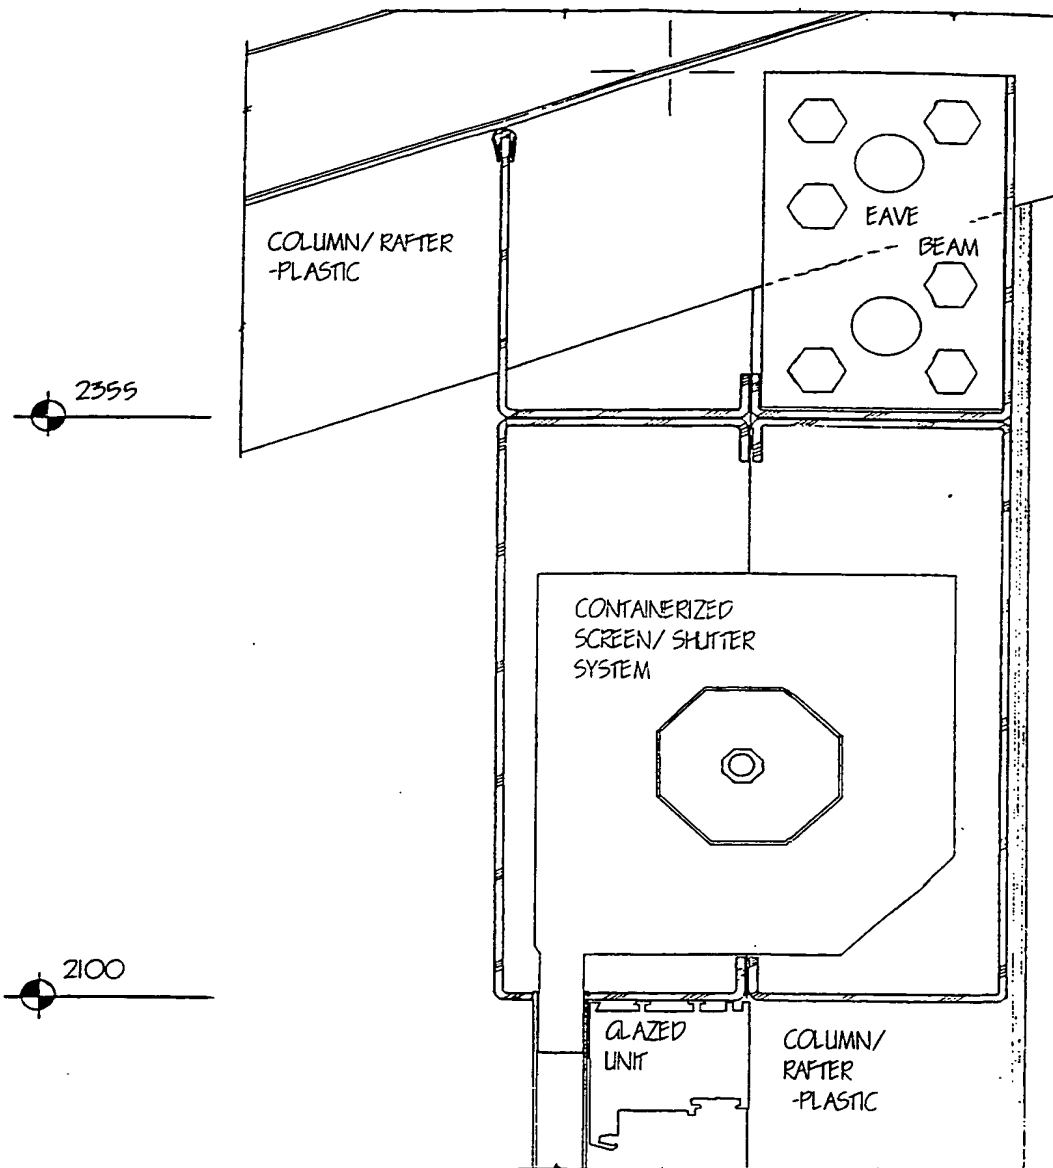 EAVE
BEAM
COLUMN/ RAFTER
-PLASTIC
2355
CONTAINERIZED
SCREEN/ SHUTTER
SYSTEM
2100
GLAZED
UNIT
COLUMN/
RAFTER
-PLASTIC